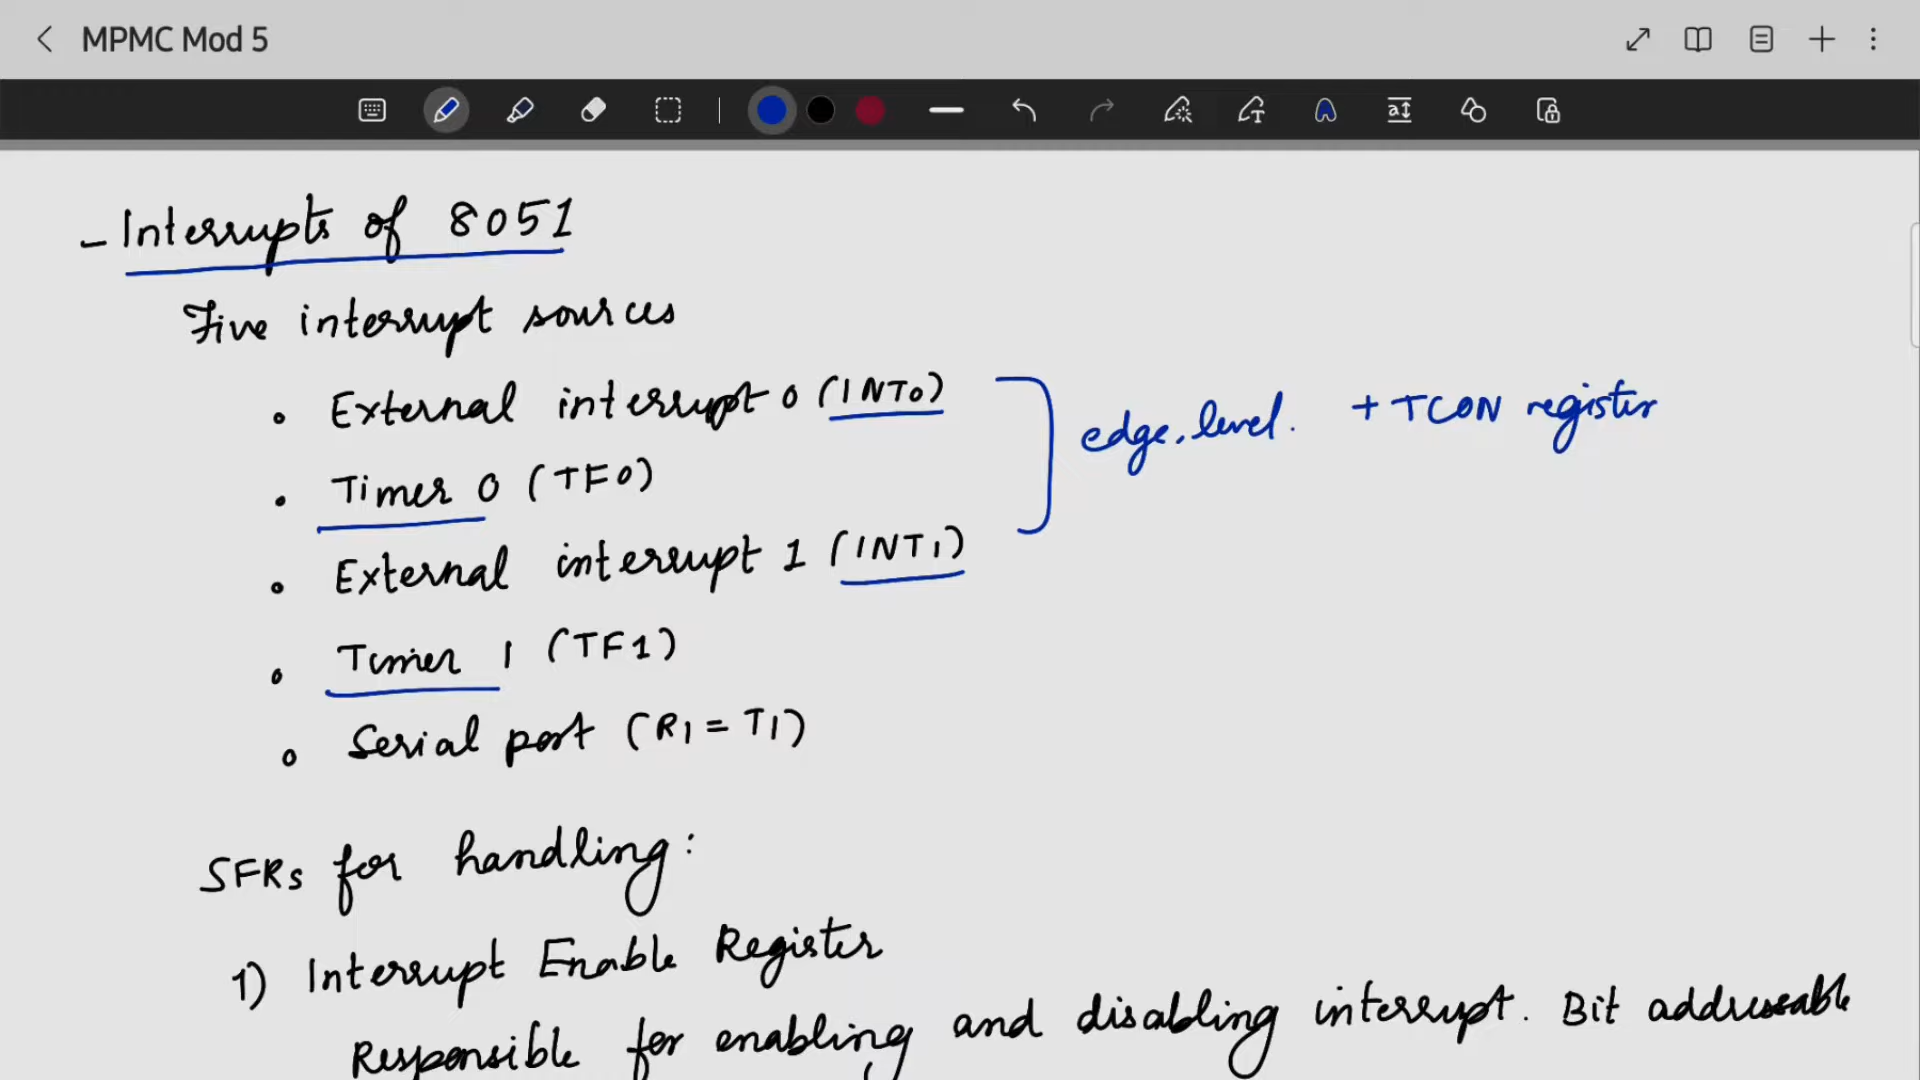 MPMC Mod 5
- Interrupts of 8051
Five interrupt sources
• External interrupt 0 (INT0)
edge, level. + TCON register
• Timer 0 (TF0)
• External interrupt 1 (INT1)
• Timer 1 (TF1)
• Serial port (RI = TI)
SFRs for handling:
1) Interrupt Enable Register
Responsible for enabling and disabling interrupt. Bit addresseable